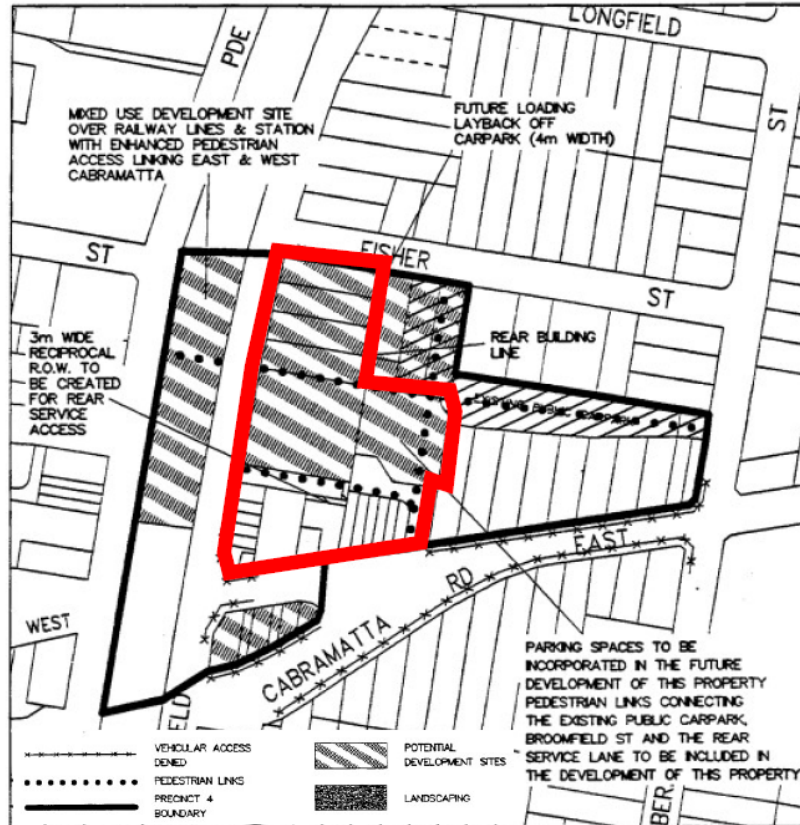 LONGFIELD
PDE
ST
MIXED USE DEVELOPMENT SITE
OVER RAILWAY LINES & STATION
WITH ENHANCED PEDESTRIAN
ACCESS LINKING EAST & WEST
CABRAMATTA
FUTURE LOADING
LAYBACK OFF
CARPARK (4m WIDTH)
ST
FISHER
ST
3m WIDE
RECIPROCAL
R.O.W. TO
BE CREATED
FOR REAR
SERVICE
ACCESS
REAR BUILDING
LINE
EXISTING PUBLIC CARPARK
EAST
RD
CABRAMATTA
WEST
PARKING SPACES TO BE
INCORPORATED IN THE FUTURE
DEVELOPMENT OF THIS PROPERTY
PEDESTRIAN LINKS CONNECTING
THE EXISTING PUBLIC CARPARK,
BROOMFIELD ST AND THE REAR
SERVICE LANE TO BE INCLUDED IN
THE DEVELOPMENT OF THIS PROPERTY
ELD
BER
VEHICULAR ACCESS
DENIED
PEDESTRIAN LINKS
PRECINCT 4
BOUNDARY
POTENTIAL
DEVELOPMENT SITES
LANDSCAPING